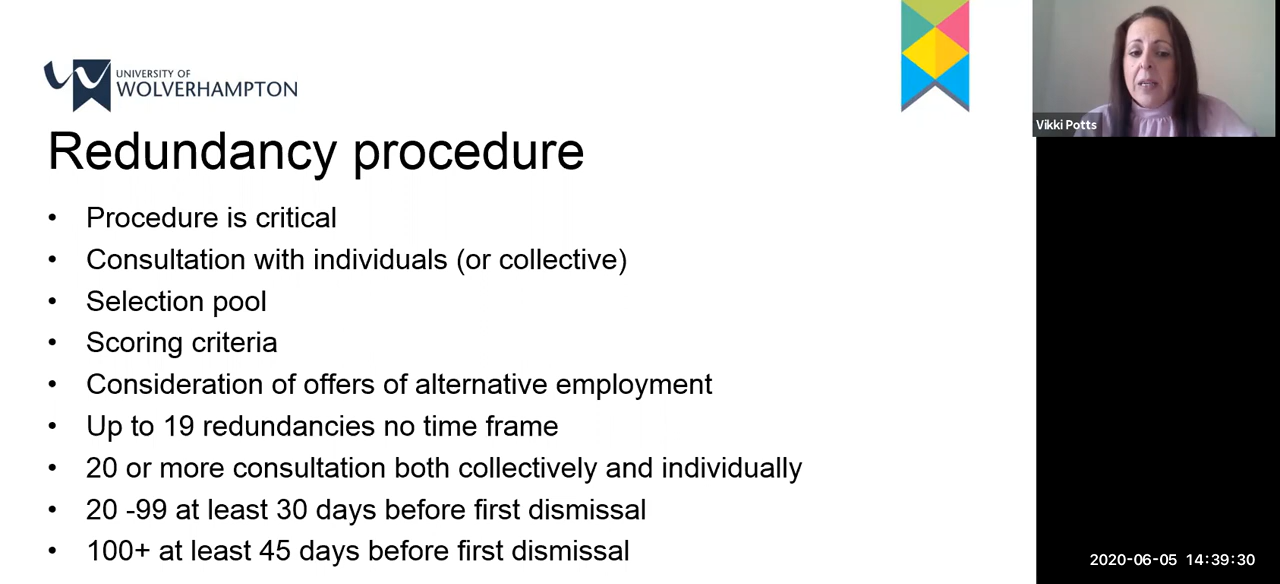 UNIVERSITY OF
WOLVERHAMPTON
Redundancy procedure
• Procedure is critical
• Consultation with individuals (or collective)
• Selection pool
• Scoring criteria
• Consideration of offers of alternative employment
• Up to 19 redundancies no time frame
• 20 or more consultation both collectively and individually
• 20 -99 at least 30 days before first dismissal
• 100+ at least 45 days before first dismissal
Vikki Potts
2020-06-05 14:39:30